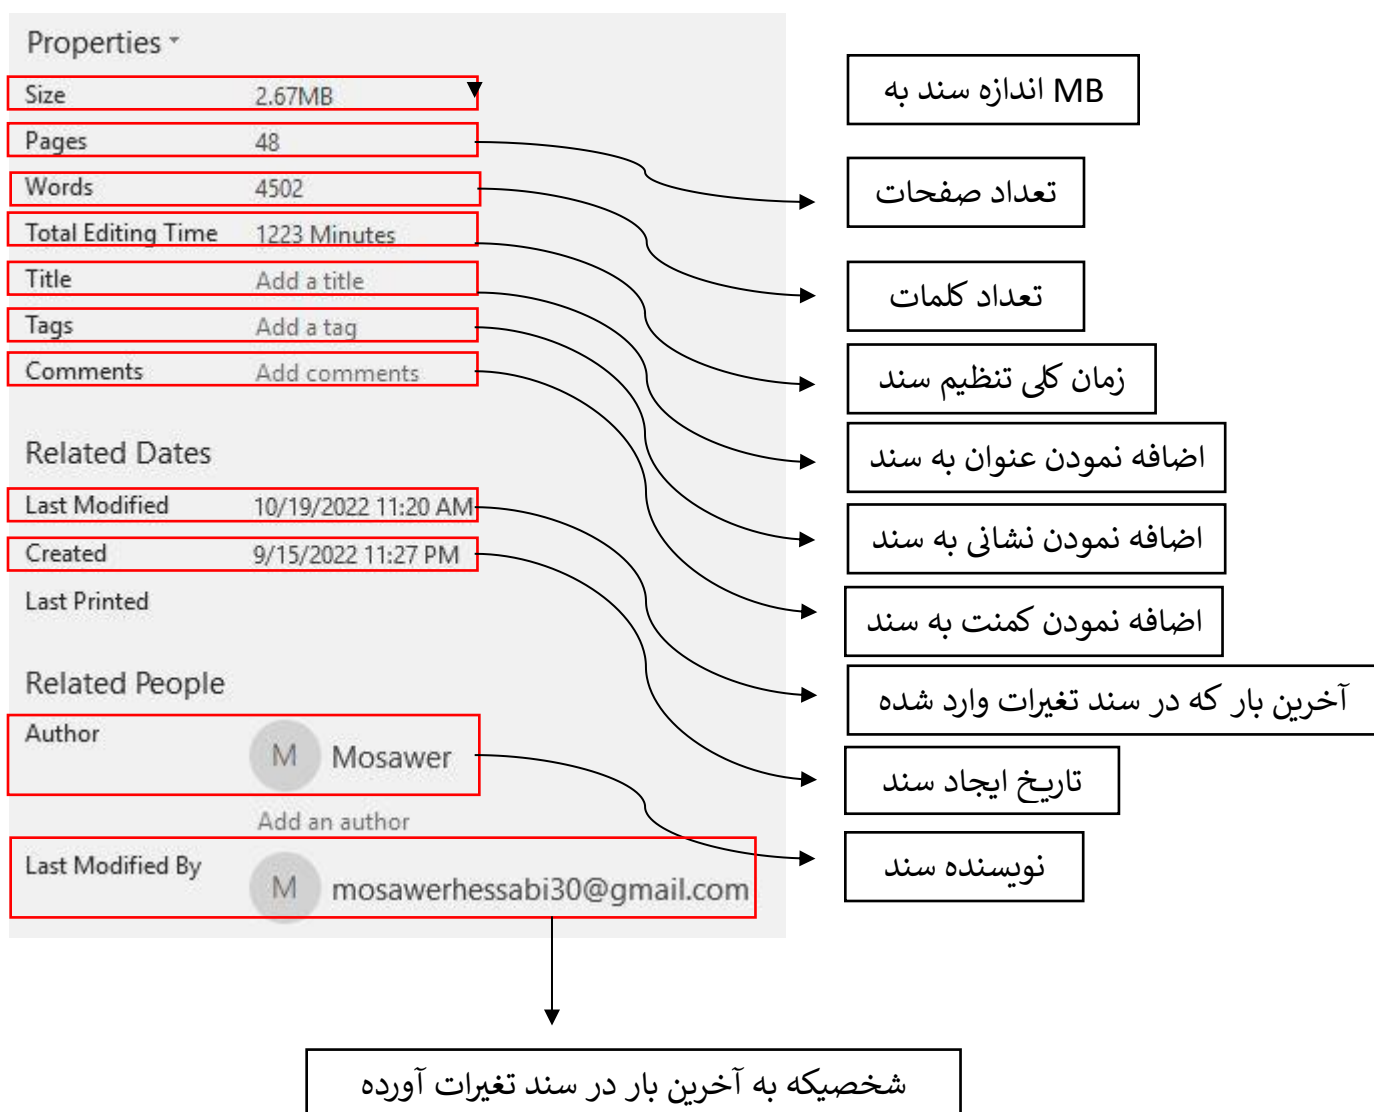 Properties
Size 2.67MB
MB اندازه سند به
Pages 48
تعداد صفحات
Words 4502
تعداد کلمات
Total Editing Time 1223 Minutes
زمان کلی تنظیم سند
Title Add a title
اضافه نمودن عنوان به سند
Tags Add a tag
اضافه نمودن نشانی به سند
Comments Add comments
اضافه نمودن کمنت به سند
Related Dates
Last Modified 10/19/2022 11:20 AM
آخرین بار که در سند تغیرات وارد شده
Created 9/15/2022 11:27 PM
تاریخ ایجاد سند
Last Printed
Related People
Author M Mosawer
نویسنده سند
Add an author
Last Modified By M mosawerhessabi30@gmail.com
شخصیکه به آخرین بار در سند تغیرات آورده